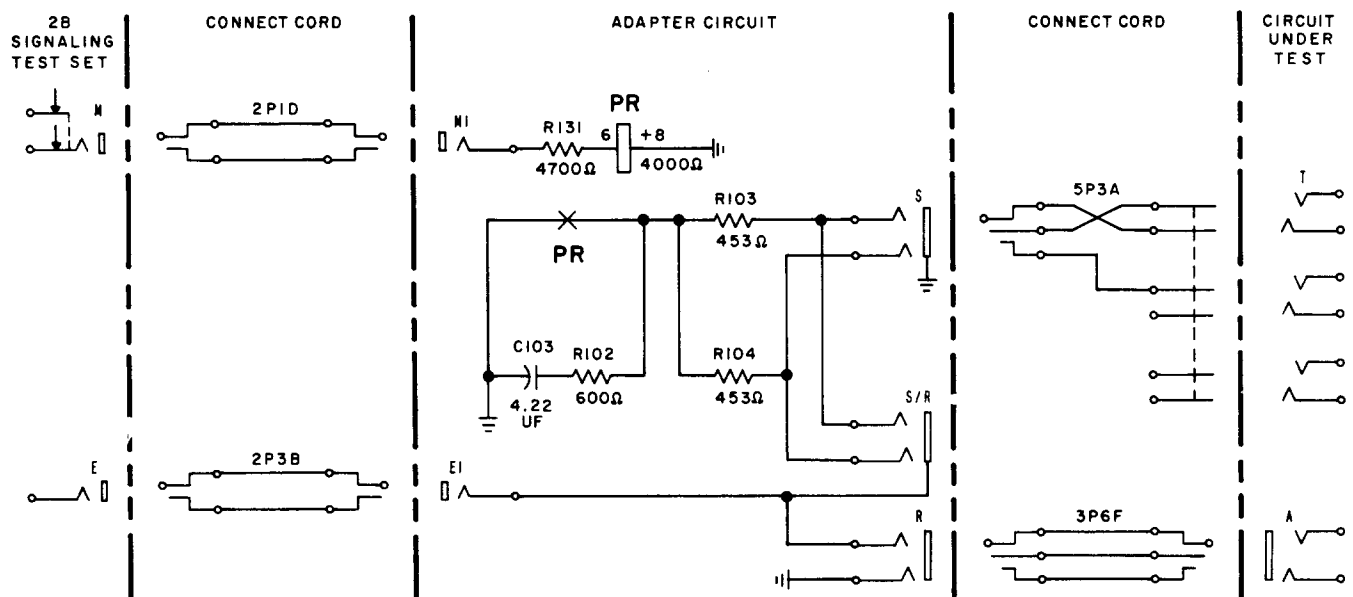 2B
SIGNALING
TEST SET
CONNECT CORD
ADAPTER CIRCUIT
CONNECT CORD
CIRCUIT
UNDER
TEST
M
2P1D
M1
R131
4700Ω
PR
6
+8
4000Ω
R103
453Ω
S
5P3A
T
PR
C103
4.22
UF
R102
600Ω
R104
453Ω
S/R
E
2P3B
E1
R
3P6F
A